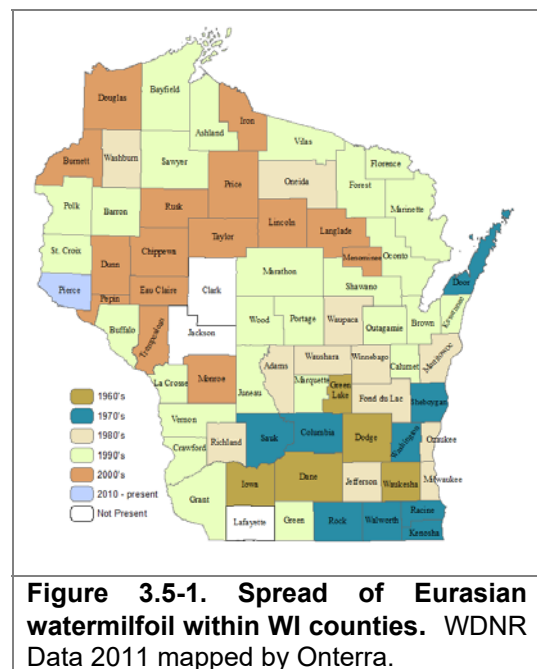 Douglas
Bayfield
Iron
Ashland
Vilas
Burnett
Washburn
Sawyer
Florence
Price
Oneida
Forest
Marinette
Polk
Barron
Rusk
Lincoln
Langlade
Taylor
St. Croix
Chippewa
Menominee
Oconto
Dunn
Marathon
Door
Pierce
Pepin
Eau Claire
Clark
Shawano
Kewaunee
Buffalo
Trempealeau
Jackson
Wood
Portage
Waupaca
Outagamie
Brown
Manitowoc
Adams
Waushara
Winnebago
Calumet
La Crosse
Monroe
Juneau
Marquette
Green
Lake
Fond du Lac
Sheboygan
Vernon
Richland
Sauk
Columbia
Dodge
Washington
Ozaukee
Crawford
Grant
Iowa
Dane
Jefferson
Waukesha
Milwaukee
Lafayette
Green
Rock
Walworth
Racine
Kenosha
1960's
1970's
1980's
1990's
2000's
2010 - present
Not Present
Figure 3.5-1. Spread of Eurasian
watermilfoil within WI counties. WDNR
Data 2011 mapped by Onterra.